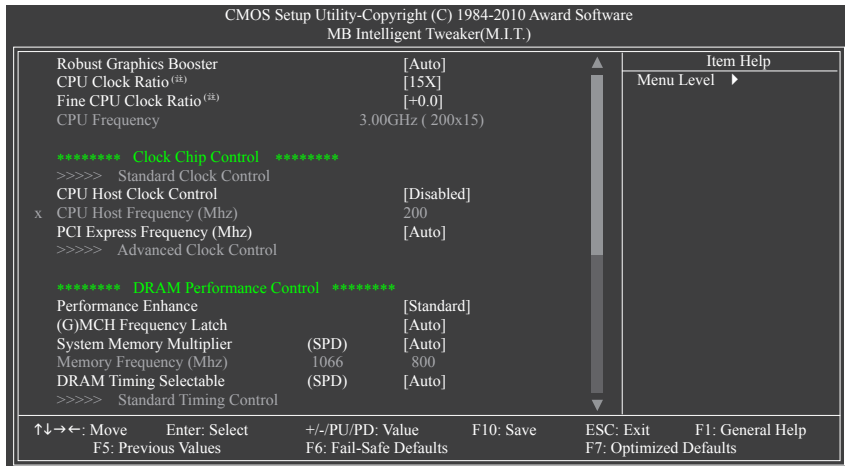 CMOS Setup Utility-Copyright (C) 1984-2010 Award Software
MB Intelligent Tweaker(M.I.T.)
Robust Graphics Booster [Auto]
CPU Clock Ratio (註) [15X]
Fine CPU Clock Ratio (註) [+0.0]
CPU Frequency 3.00GHz ( 200x15)
******** Clock Chip Control ********
>>>>> Standard Clock Control
CPU Host Clock Control [Disabled]
x CPU Host Frequency (Mhz) 200
PCI Express Frequency (Mhz) [Auto]
>>>>> Advanced Clock Control
******** DRAM Performance Control ********
Performance Enhance [Standard]
(G)MCH Frequency Latch [Auto]
System Memory Multiplier (SPD) [Auto]
Memory Frequency (Mhz) 1066 800
DRAM Timing Selectable (SPD) [Auto]
>>>>> Standard Timing Control
Item Help
Menu Level ▶
↑↓→←: Move Enter: Select +/-/PU/PD: Value F10: Save ESC: Exit F1: General Help
F5: Previous Values F6: Fail-Safe Defaults F7: Optimized Defaults